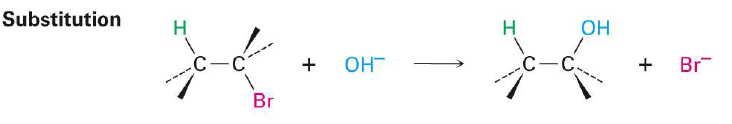 Substitution
H
C–C
Br
+ OH⁻
H OH
C–C
+ Br⁻